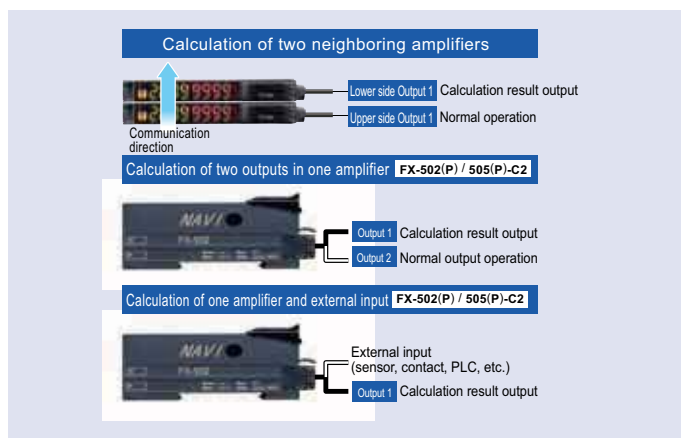 Calculation of two neighboring amplifiers
Lower side Output 1 Calculation result output
Upper side Output 1 Normal operation
Communication
direction
Calculation of two outputs in one amplifier FX-502(P) / 505(P)-C2
NAVI
FX-502
Output 1 Calculation result output
Output 2 Normal output operation
Calculation of one amplifier and external input FX-502(P) / 505(P)-C2
NAVI
FX-502
External input
(sensor, contact, PLC, etc.)
Output 1 Calculation result output